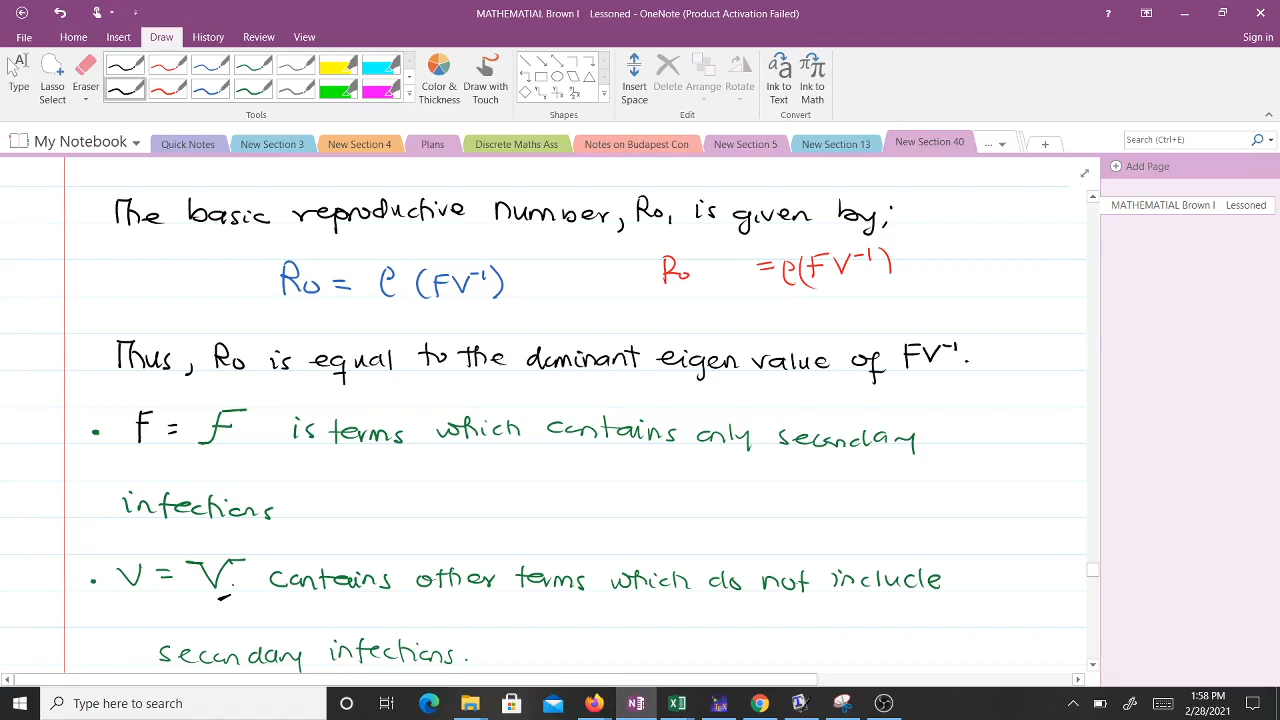 MATHEMATIAL Brown I Lessoned - OneNote (Product Activation Failed)
File Home Insert Draw History Review View
Sign in
Type
Lasso Select
Eraser
Color & Thickness
Draw with Touch
Insert Space
Delete
Arrange
Rotate
Ink to Text
Ink to Math
Tools
Shapes
Edit
Convert
My Notebook
Quick Notes
New Section 3
New Section 4
Plans
Discrete Maths Ass
Notes on Budapest Con
New Section 5
New Section 13
New Section 40
...
Search (Ctrl+E)
Add Page
MATHEMATIAL Brown I Lessoned
The basic reproductive number, Ro, is given by;
Ro = ρ (FV⁻¹)
Ro = ρ(FV⁻¹)
Thus, Ro is equal to the dominant eigen value of FV⁻¹.
• F = F is terms which contains only secondary
infections
• V = V. contains other terms which do not include
secondary infections.
Type here to search
1:58 PM
2/28/2021